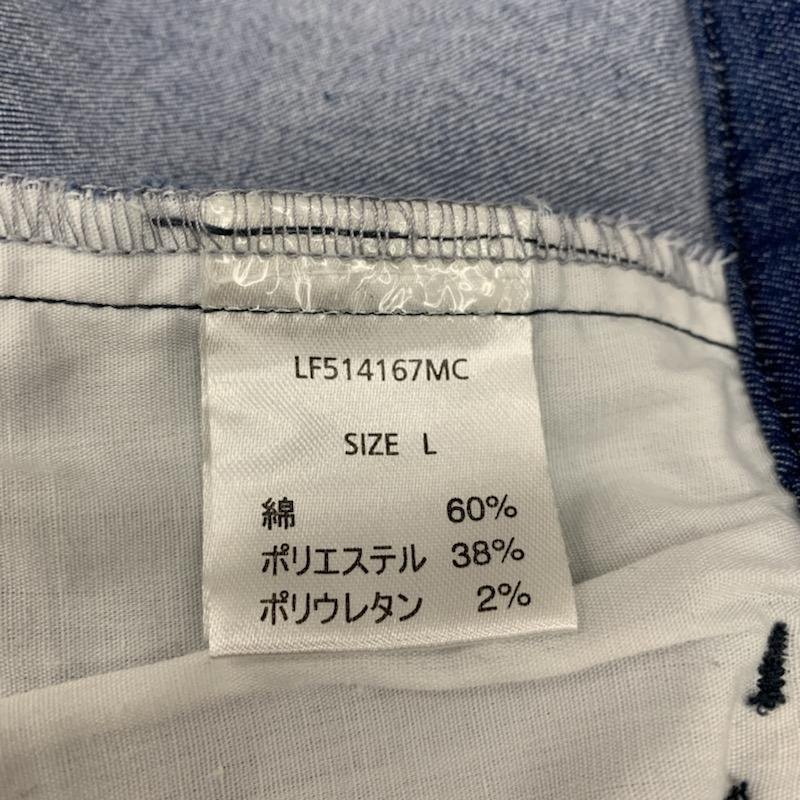 LF514167MC
SIZE L
綿 60%
ポリエステル 38%
ポリウレタン 2%